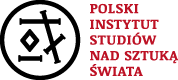 POLSKI
INSTYTUT
STUDIÓW
NAD SZTUKĄ
ŚWIATA